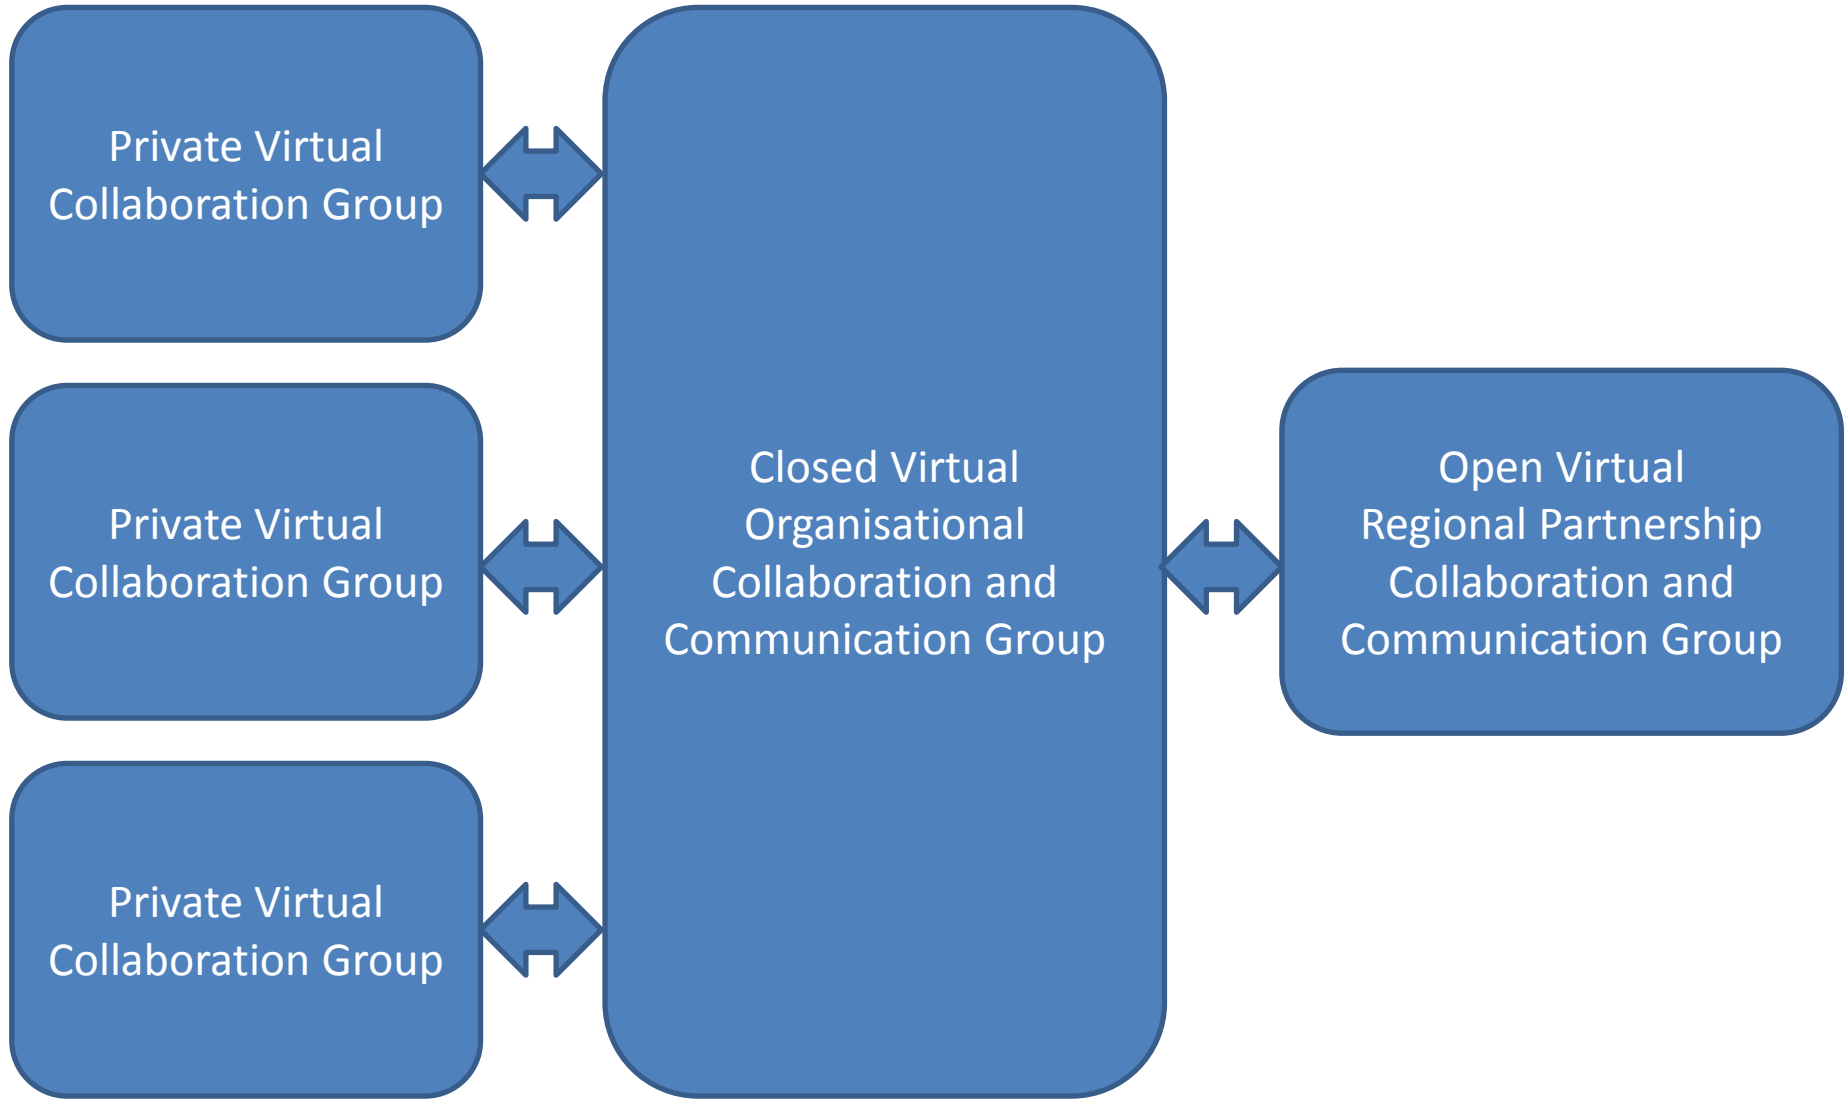 Private Virtual
Collaboration Group
Private Virtual
Collaboration Group
Private Virtual
Collaboration Group
Closed Virtual
Organisational
Collaboration and
Communication Group
Open Virtual
Regional Partnership
Collaboration and
Communication Group